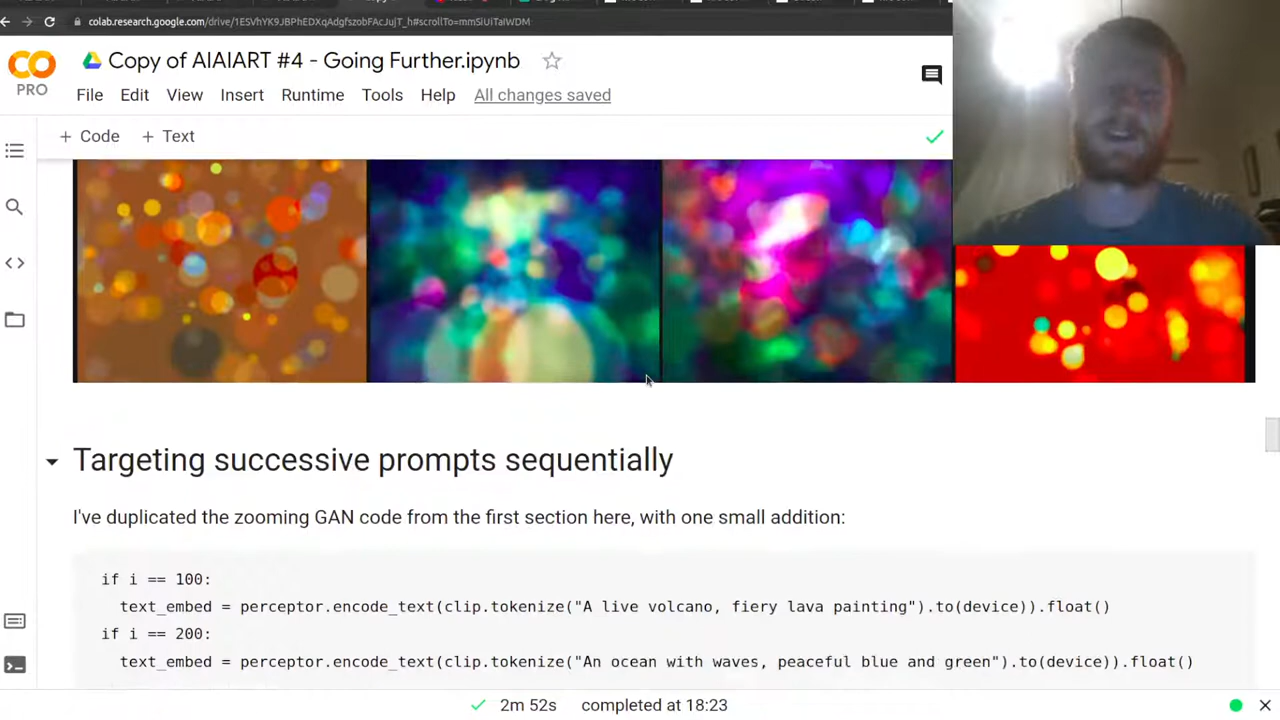 colab.research.google.com/drive/1ESVhYK9JBPhEDXqAdgfszobFAcJujT_h#scrollTo=mmSiUiTaIWDM
PRO
Copy of AIAIART #4 - Going Further.ipynb
File Edit View Insert Runtime Tools Help All changes saved
+ Code + Text
Targeting successive prompts sequentially
I've duplicated the zooming GAN code from the first section here, with one small addition:
if i == 100:
text_embed = perceptor.encode_text(clip.tokenize("A live volcano, fiery lava painting").to(device)).float()
if i == 200:
text_embed = perceptor.encode_text(clip.tokenize("An ocean with waves, peaceful blue and green").to(device)).float()
2m 52s completed at 18:23